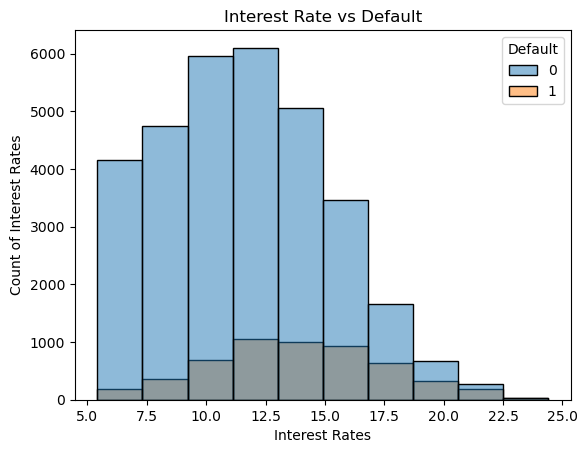 Interest Rate vs Default
Default
0
1
Count of Interest Rates
6000
5000
4000
3000
2000
1000
0
5.0 7.5 10.0 12.5 15.0 17.5 20.0 22.5 25.0
Interest Rates